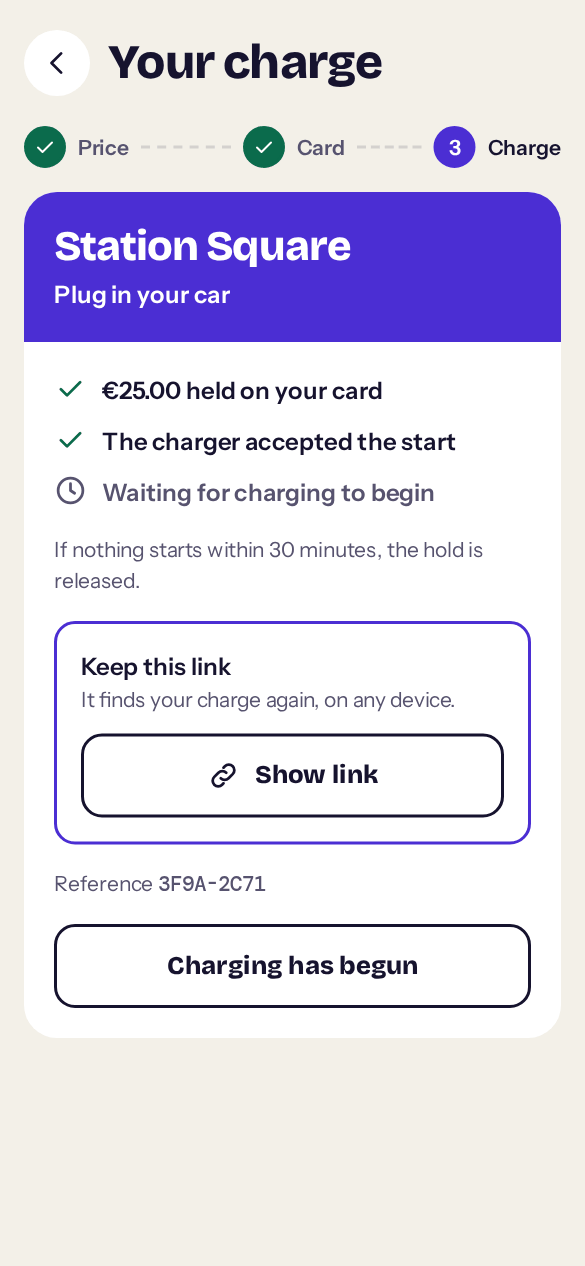 Your charge
Price
Card
3 Charge
Station Square
Plug in your car
€25.00 held on your card
The charger accepted the start
Waiting for charging to begin
If nothing starts within 30 minutes, the hold is
released.
Keep this link
It finds your charge again, on any device.
Show link
Reference 3F9A-2C71
Charging has begun